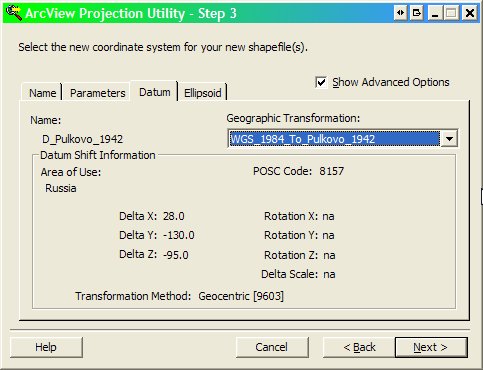 ArcView Projection Utility - Step 3
Select the new coordinate system for your new shapefile(s).
Show Advanced Options
Name Parameters Datum Ellipsoid
Name: Geographic Transformation:
D_Pulkovo_1942 WGS_1984_To_Pulkovo_1942
Datum Shift Information
Area of Use: POSC Code: 8157
Russia
Delta X: 28.0 Rotation X: na
Delta Y: -130.0 Rotation Y: na
Delta Z: -95.0 Rotation Z: na
Delta Scale: na
Transformation Method: Geocentric [9603]
Help Cancel < Back Next >